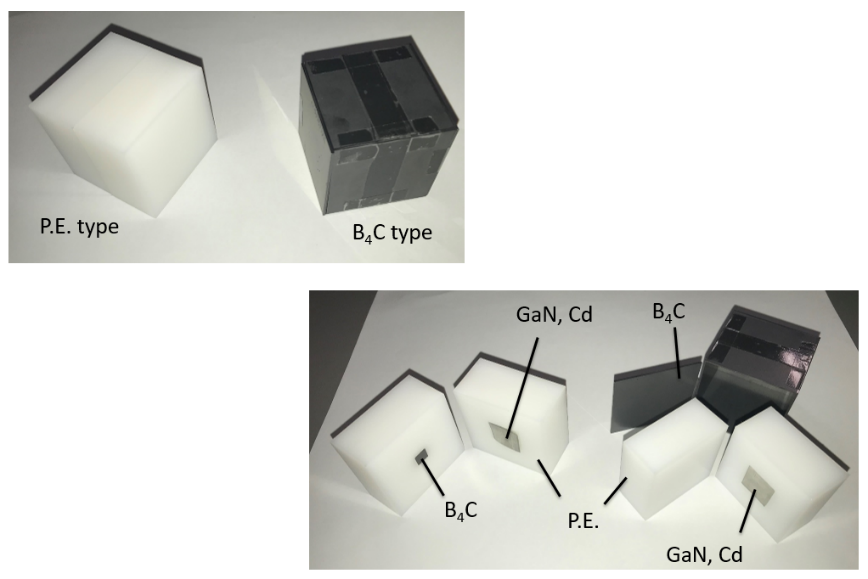 P.E. type
B₄C type
GaN, Cd
B₄C
B₄C
P.E.
GaN, Cd